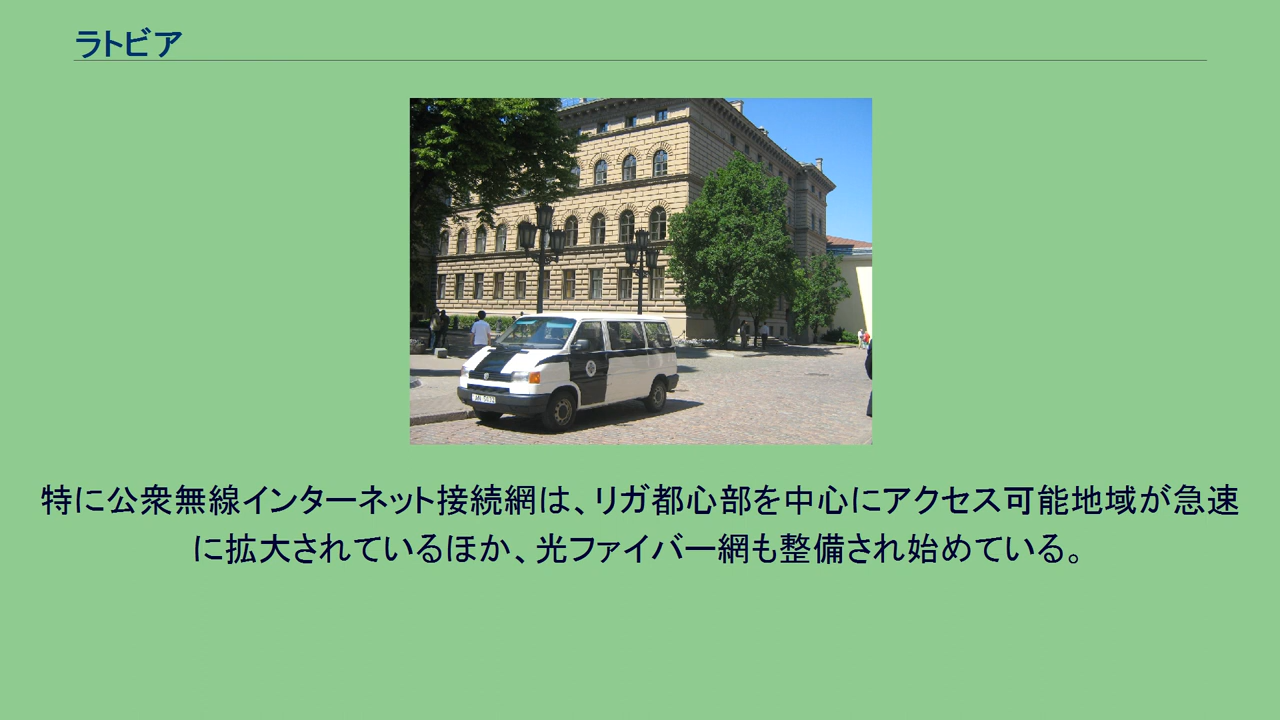 ラトビア
特に公衆無線インターネット接続網は、リガ都心部を中心にアクセス可能地域が急速
に拡大されているほか、光ファイバー網も整備され始めている。